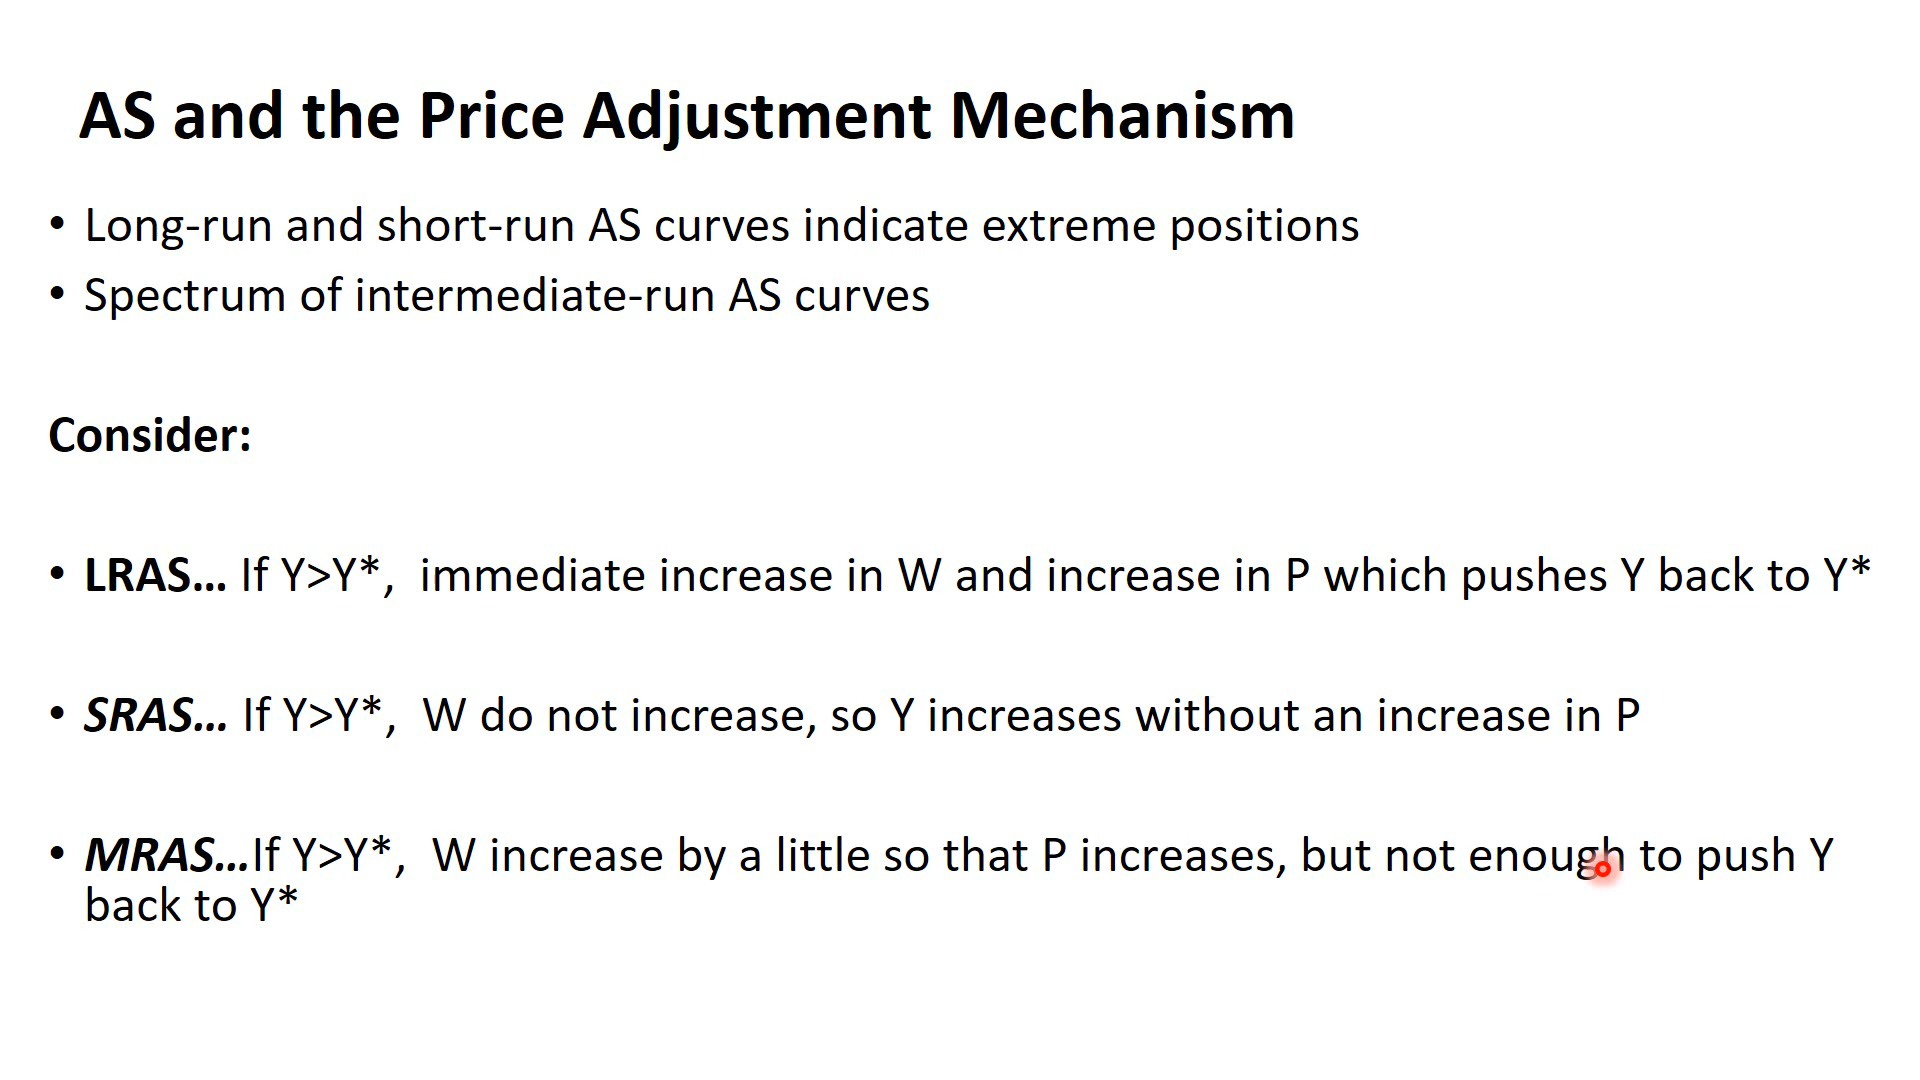 AS and the Price Adjustment Mechanism
• Long-run and short-run AS curves indicate extreme positions
• Spectrum of intermediate-run AS curves
Consider:
• LRAS… If Y>Y*,  immediate increase in W and increase in P which pushes Y back to Y*
• SRAS… If Y>Y*,  W do not increase, so Y increases without an increase in P
• MRAS…If Y>Y*,  W increase by a little so that P increases, but not enough to push Y
back to Y*